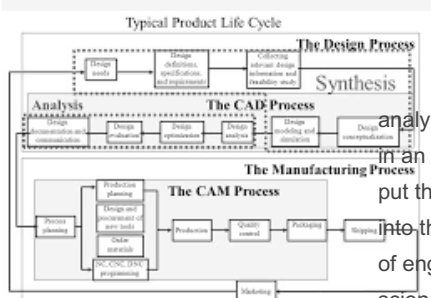 Typical Product Life Cycle
The Design Process
Design needs
Design definitions, specifications, and requirements
Collecting relevant design information and feasibility study
Synthesis
Analysis
The CAD Process
Design documentation and communication
Design evaluation
Design optimization
Design analysis
Design modeling and simulation
Design conceptualization
analy
in an
put th
into th
of eng
The Manufacturing Process
The CAM Process
Process planning
Production planning
Design and procurement of new tools
Order materials
NC, CNC, DNC programming
Production
Quality control
Packaging
Shipping
Marketing